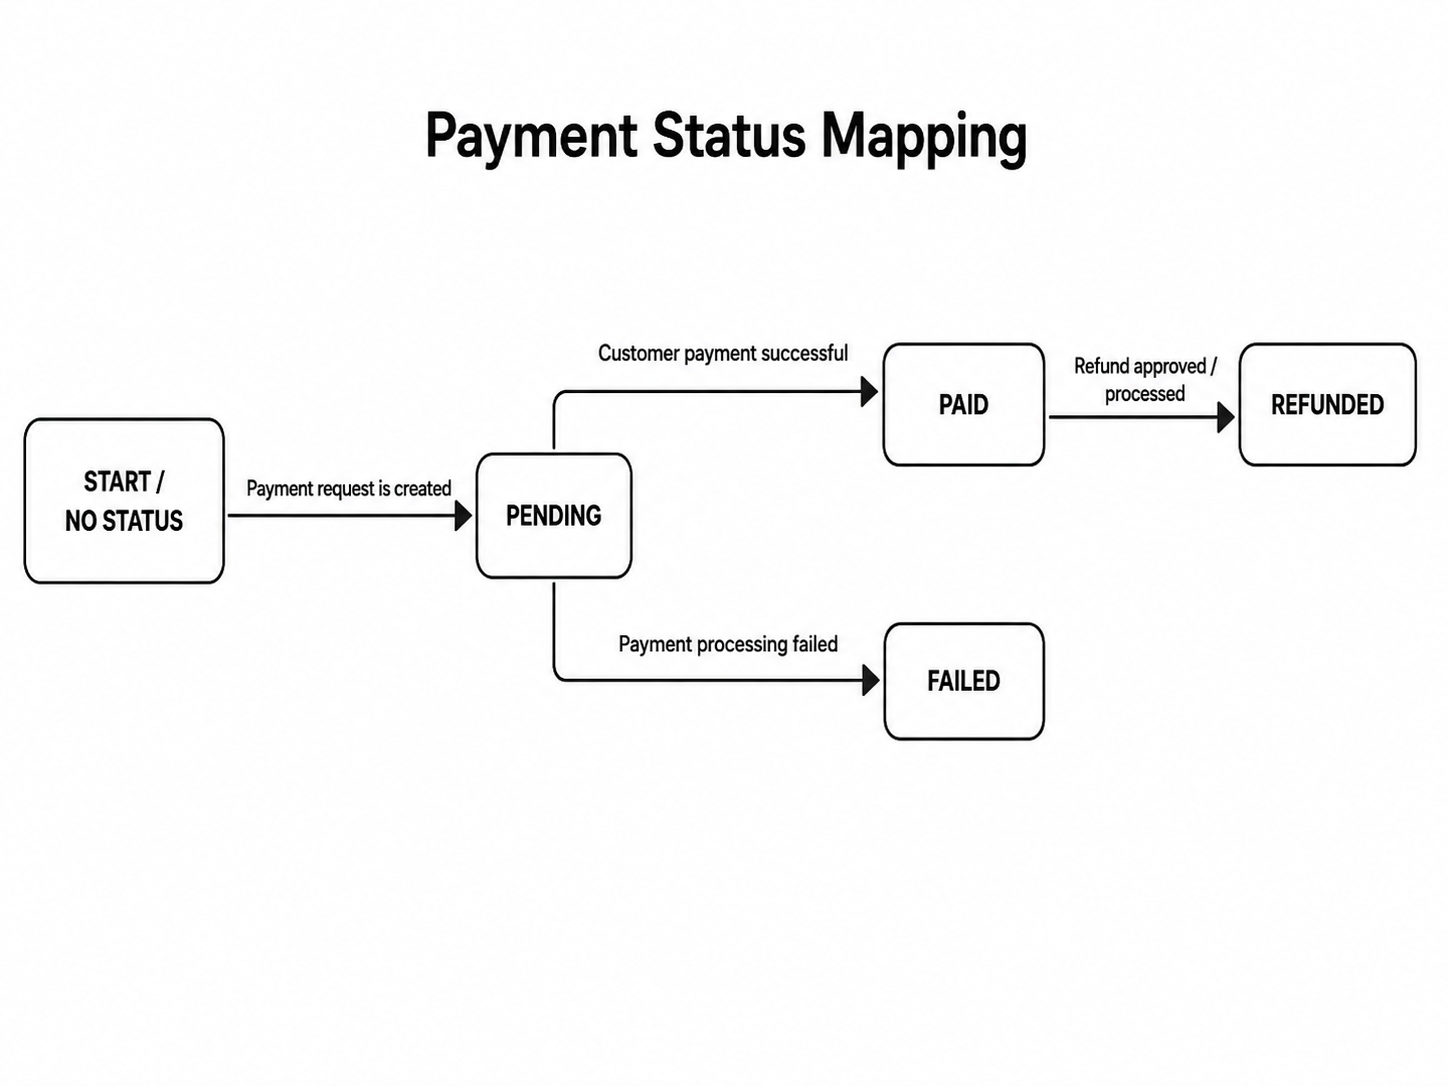 Payment Status Mapping
START /
NO STATUS
Payment request is created
PENDING
Customer payment successful
PAID
Refund approved /
processed
REFUNDED
Payment processing failed
FAILED